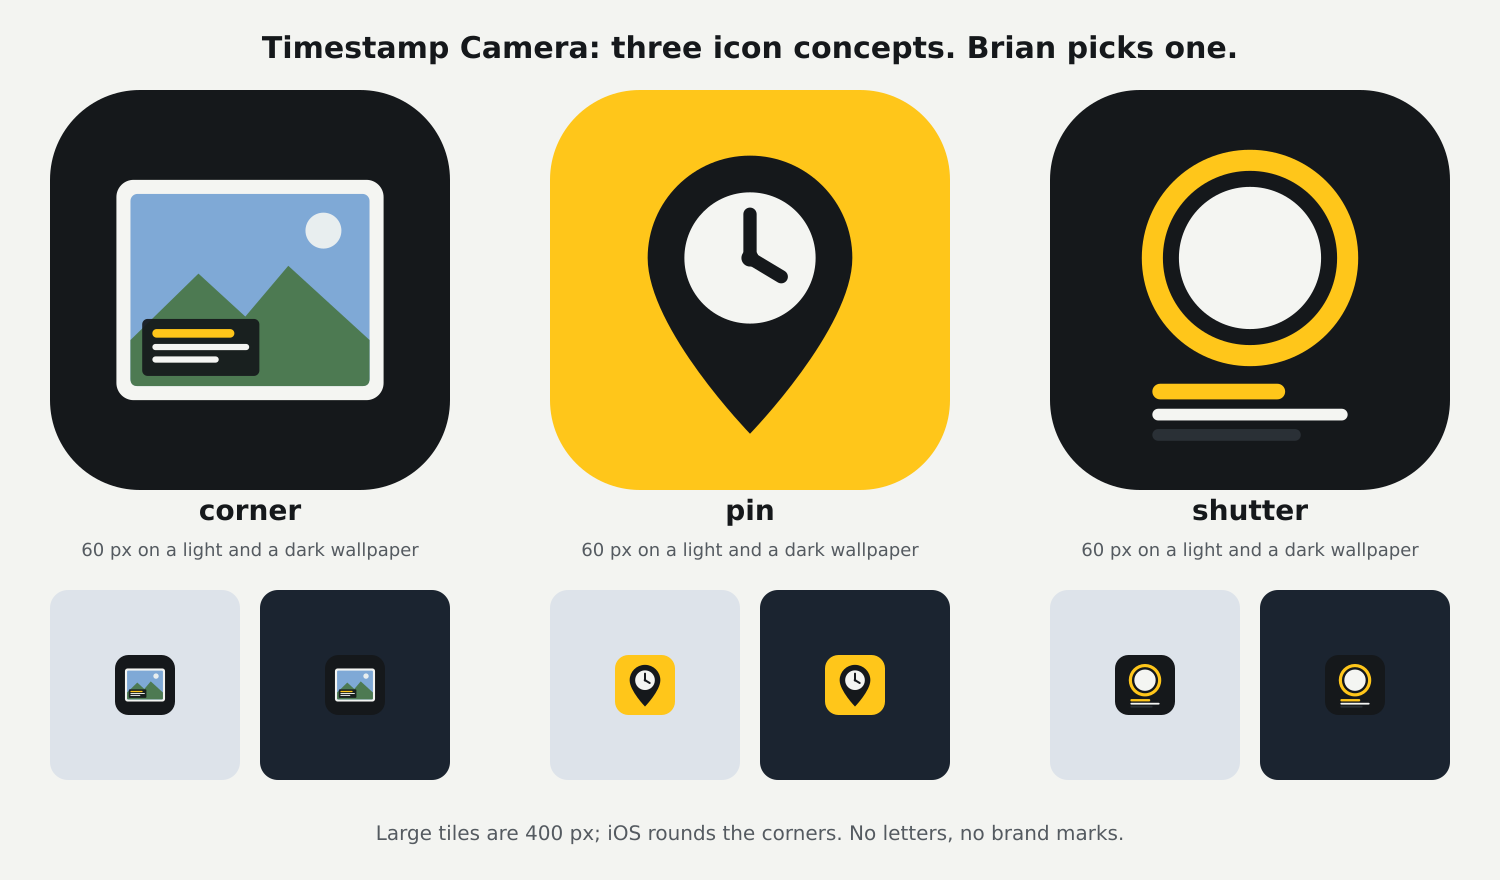 Timestamp Camera: three icon concepts. Brian picks one.
corner
pin
shutter
60 px on a light and a dark wallpaper
60 px on a light and a dark wallpaper
60 px on a light and a dark wallpaper
Large tiles are 400 px; iOS rounds the corners. No letters, no brand marks.